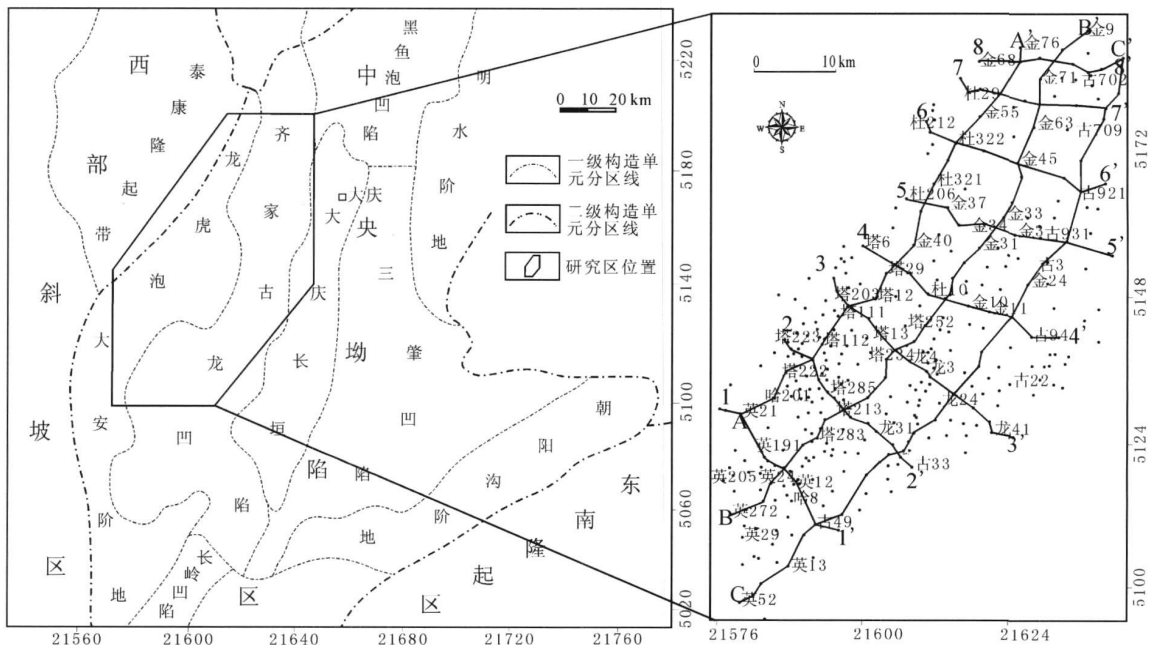 西部斜坡区
泰康隆起带
中央坳陷区
黑鱼泡凹陷
明水阶地
齐家古龙凹陷
龙虎泡大安阶地
大庆长垣
大庆
三肇凹陷
朝阳沟阶地
长岭凹陷
东南隆起区
0 10 20 km
一级构造单元分区线
二级构造单元分区线
研究区位置
5220
5180
5140
5100
5060
5020
21560 21600 21640 21680 21720 21760
0 10 km
N
W E
S
B' 金9
A' 金76
8 金68
C'
8'
金71 古702
7
杜29
7'
金55
6
杜212
金63
古709
杜322
金45
6'
杜321
古921
5 杜206
金37
金33
金34 金3 古931
5'
4
塔6
金40
金31
古3
塔29
金24
3
塔203 塔12
杜10
金10 金11
塔111
2
塔223
塔13 塔252
古944'
塔112
塔234 龙4
龙3
塔222
古22
塔285
哈201
龙24
1
英21
塔213
A
龙31
龙41
3'
塔283
英191
古33
2'
英205 英24 英12
哈8
B 英272
古49 1'
英29
英13
C 英52
5172
5148
5124
5100
21576 21600 21624